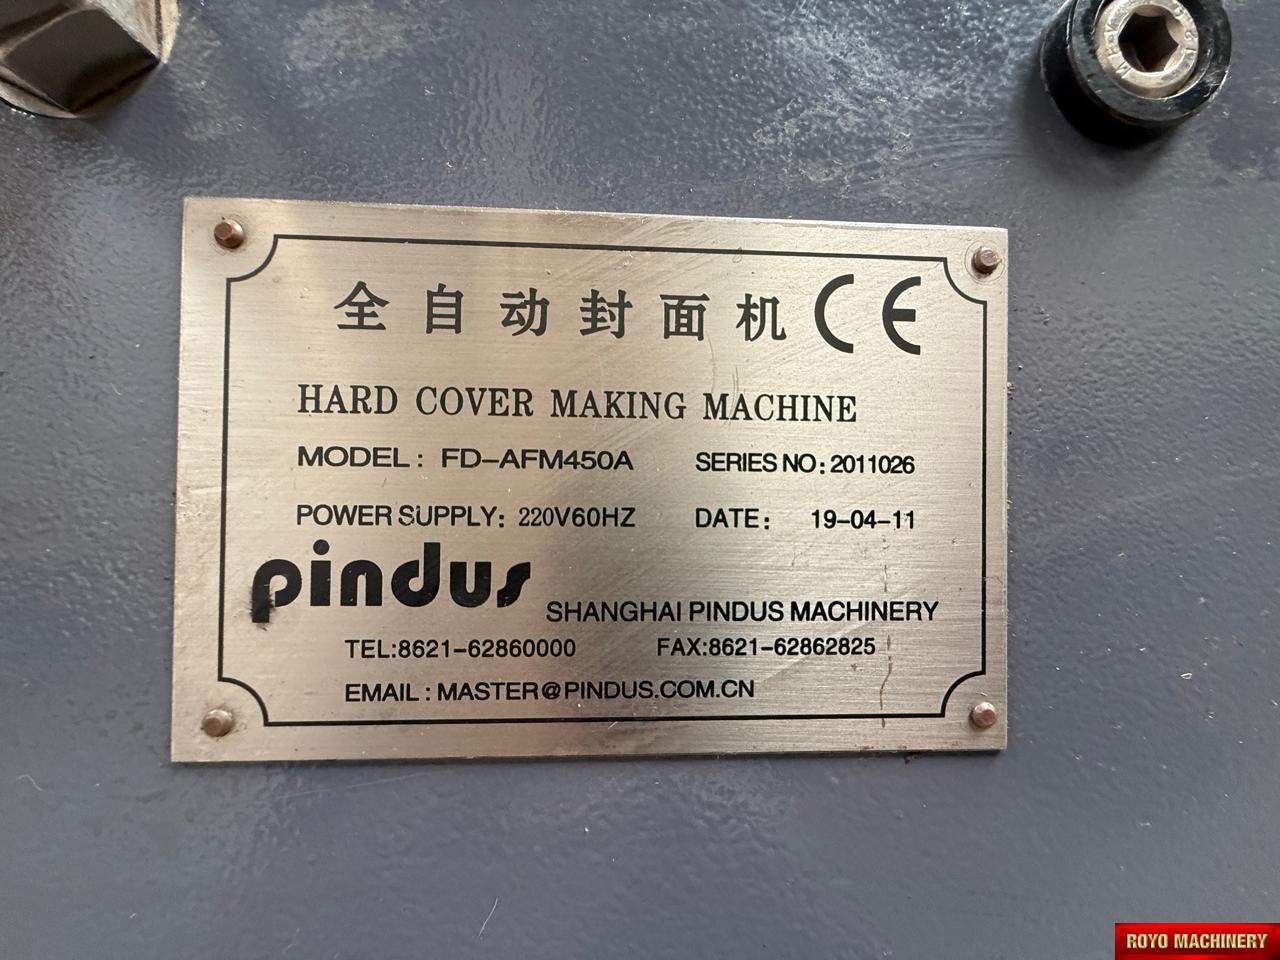 全自动封面机 CE
HARD COVER MAKING MACHINE
MODEL: FD-AFM450A SERIES NO: 2011026
POWER SUPPLY: 220V60HZ DATE: 19-04-11
pindus SHANGHAI PINDUS MACHINERY
TEL:8621-62860000 FAX:8621-62862825
EMAIL: MASTER@PINDUS.COM.CN
ROYO MACHINERY